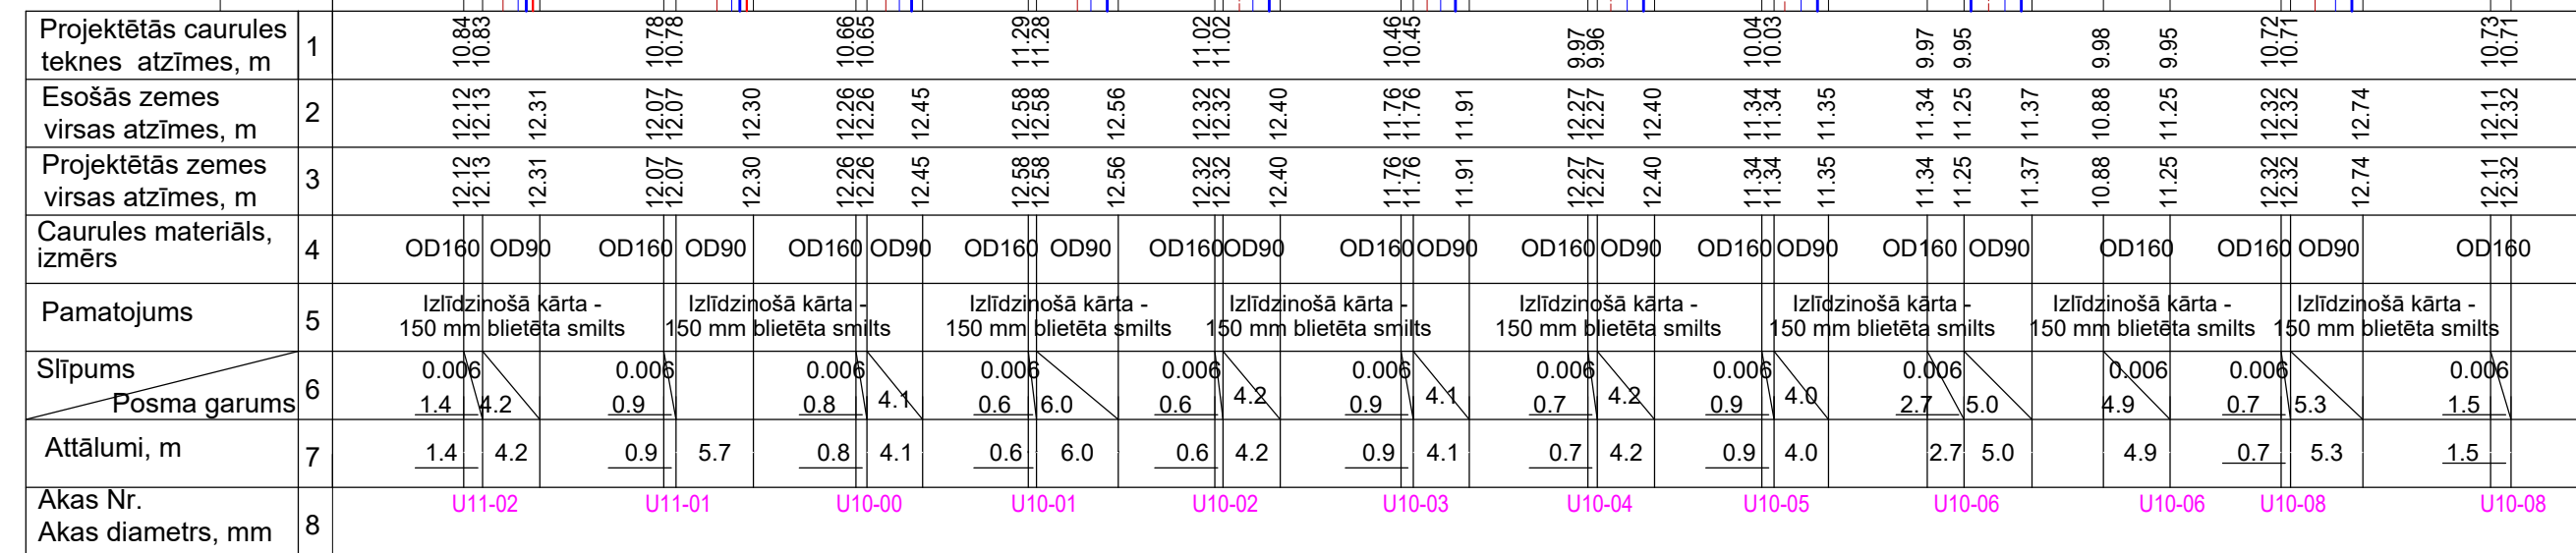 Projektētās caurules
teknes atzīmes, m
1
10.84 10.83 10.78 10.78 10.66 10.65 11.29 11.28 11.02 11.02 10.46 10.45 9.97 9.96 10.04 10.03 9.97 9.95 9.98 9.95 10.72 10.71 10.73 10.71
Esošās zemes
virsas atzīmes, m
2
12.12 12.13 12.31 12.07 12.07 12.30 12.26 12.26 12.45 12.58 12.58 12.56 12.32 12.32 12.40 11.76 11.76 11.91 12.27 12.27 12.40 11.34 11.34 11.35 11.34 11.25 11.37 10.88 11.25 12.32 12.32 12.74 12.11 12.32
Projektētās zemes
virsas atzīmes, m
3
12.12 12.13 12.31 12.07 12.07 12.30 12.26 12.26 12.45 12.58 12.58 12.56 12.32 12.32 12.40 11.76 11.76 11.91 12.27 12.27 12.40 11.34 11.34 11.35 11.34 11.25 11.37 10.88 11.25 12.32 12.32 12.74 12.11 12.32
Caurules materiāls,
izmērs
4
OD160 OD90 OD160 OD90 OD160 OD90 OD160 OD90 OD160 OD90 OD160 OD90 OD160 OD90 OD160 OD90 OD160 OD90 OD160 OD160 OD90 OD160
Pamatojums
5
Izlīdzinošā kārta - Izlīdzinošā kārta - Izlīdzinošā kārta - Izlīdzinošā kārta - Izlīdzinošā kārta - Izlīdzinošā kārta - Izlīdzinošā kārta - Izlīdzinošā kārta -
150 mm blietēta smilts 150 mm blietēta smilts 150 mm blietēta smilts 150 mm blietēta smilts 150 mm blietēta smilts 150 mm blietēta smilts 150 mm blietēta smilts 150 mm blietēta smilts
Slīpums
Posma garums
6
0.006 0.006 0.006 0.006 0.006 0.006 0.006 0.006 0.006 0.006 0.006 0.006
1.4 4.2 0.9 0.8 4.1 0.6 6.0 0.6 4.2 0.9 4.1 0.7 4.2 0.9 4.0 2.7 5.0 4.9 0.7 5.3 1.5
Attālumi, m
7
1.4 4.2 0.9 5.7 0.8 4.1 0.6 6.0 0.6 4.2 0.9 4.1 0.7 4.2 0.9 4.0 2.7 5.0 4.9 0.7 5.3 1.5
Akas Nr.
Akas diametrs, mm
8
U11-02 U11-01 U10-00 U10-01 U10-02 U10-03 U10-04 U10-05 U10-06 U10-06 U10-08 U10-08